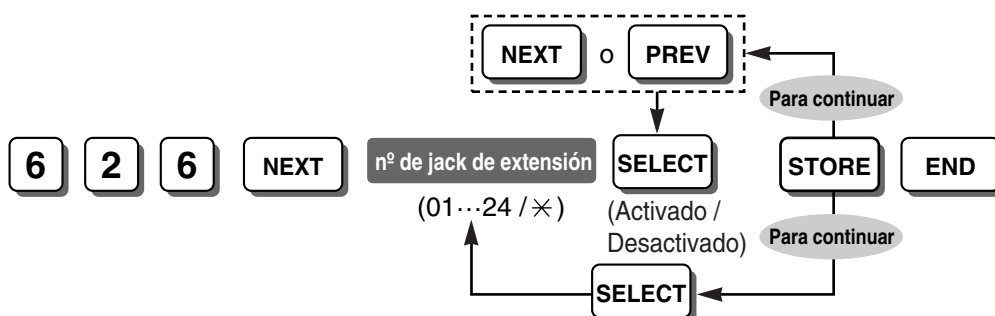 NEXT o PREV
Para continuar
6 2 6 NEXT nº de jack de extensión SELECT STORE END
(01···24 / ✳)
(Activado /
Desactivado)
Para continuar
SELECT